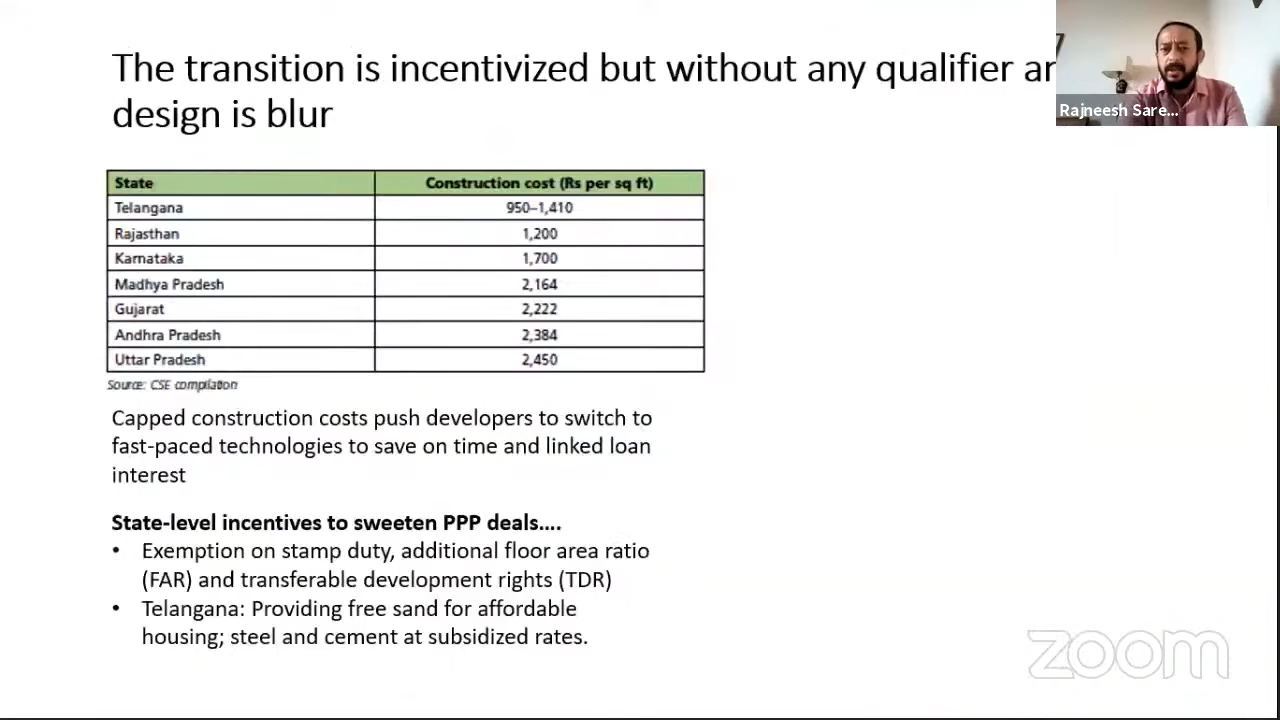 The transition is incentivized but without any qualifier
design is blur
Rajneesh Sare...
State Construction cost (Rs per sq ft)
Telangana 950–1,410
Rajasthan 1,200
Karnataka 1,700
Madhya Pradesh 2,164
Gujarat 2,222
Andhra Pradesh 2,384
Uttar Pradesh 2,450
Source: CSE compilation
Capped construction costs push developers to switch to
fast-paced technologies to save on time and linked loan
interest
State-level incentives to sweeten PPP deals....
• Exemption on stamp duty, additional floor area ratio
(FAR) and transferable development rights (TDR)
• Telangana: Providing free sand for affordable
housing; steel and cement at subsidized rates.
zoom